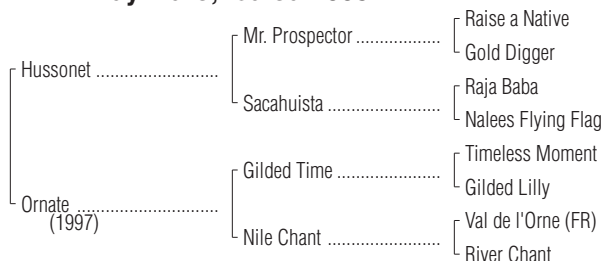 Raise a Native
Mr. Prospector ...................
Gold Digger
Hussonet ...........................
Raja Baba
Sacahuista ..........................
Nalees Flying Flag
Timeless Moment
Gilded Time .......................
Gilded Lilly
Ornate ...............................
(1997)
Val de l'Orne (FR)
Nile Chant .........................
River Chant